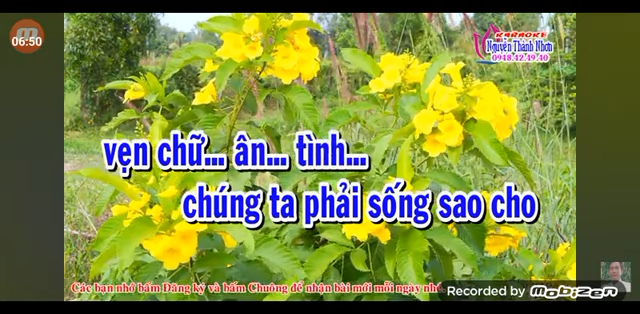 06:50
KARAOKE
Nguyễn Thành Nhơn
0948.42.49.40
vẹn chữ... ân... tình...
chúng ta phải sống sao cho
Các bạn nhớ bấm Đăng ký và bấm Chuông để nhận bài mới mỗi ngày nhé.
Recorded by MOBIZEN